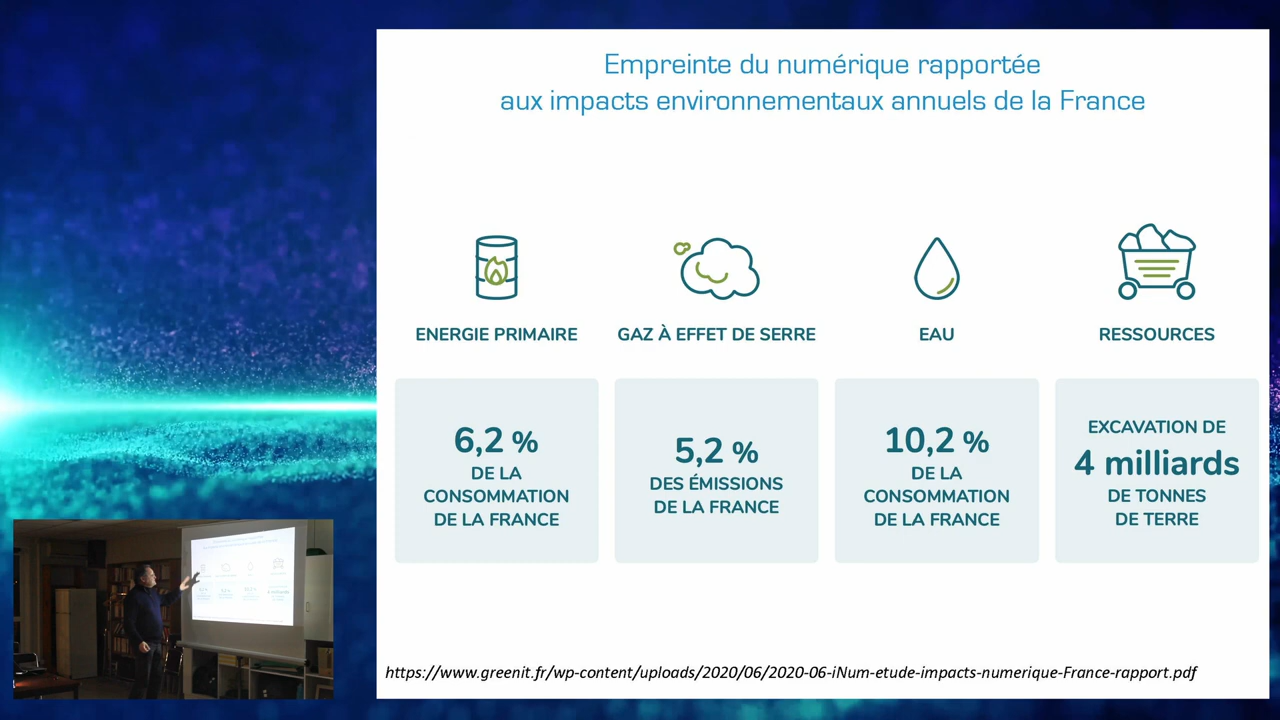 Empreinte du numérique rapportée
aux impacts environnementaux annuels de la France
ENERGIE PRIMAIRE
GAZ À EFFET DE SERRE
EAU
RESSOURCES
6,2 %
DE LA
CONSOMMATION
DE LA FRANCE
5,2 %
DES ÉMISSIONS
DE LA FRANCE
10,2 %
DE LA
CONSOMMATION
DE LA FRANCE
EXCAVATION DE
4 milliards
DE TONNES
DE TERRE
https://www.greenit.fr/wp-content/uploads/2020/06/2020-06-iNum-etude-impacts-numerique-France-rapport.pdf